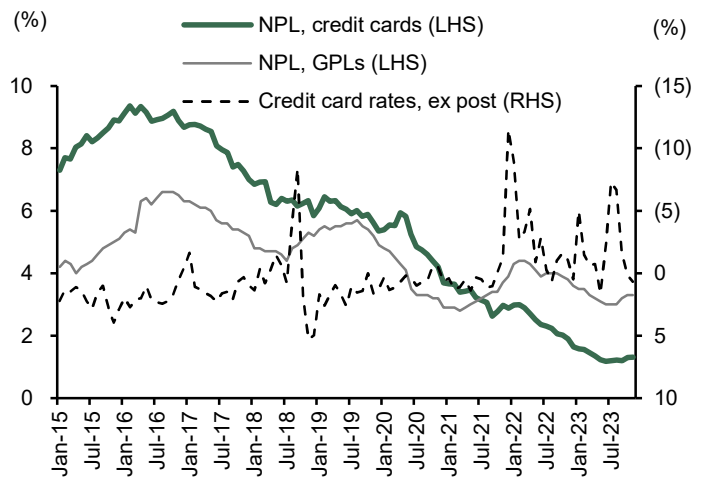 (%)
(%)
NPL, credit cards (LHS)
NPL, GPLs (LHS)
Credit card rates, ex post (RHS)
10
8
6
4
2
0
(15)
(10)
(5)
0
5
10
Jan-15
Jul-15
Jan-16
Jul-16
Jan-17
Jul-17
Jan-18
Jul-18
Jan-19
Jul-19
Jan-20
Jul-20
Jan-21
Jul-21
Jan-22
Jul-22
Jan-23
Jul-23